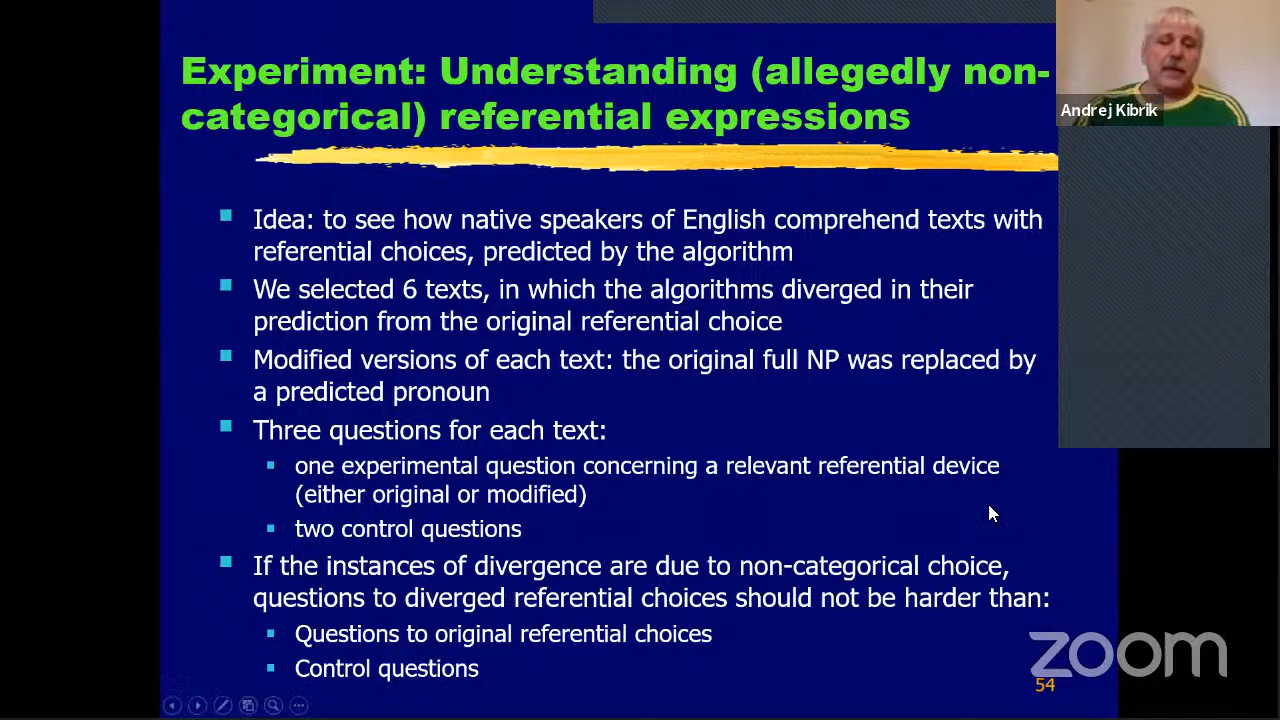 Experiment: Understanding (allegedly non-
categorical) referential expressions
Andrej Kibrik
Idea: to see how native speakers of English comprehend texts with
referential choices, predicted by the algorithm
We selected 6 texts, in which the algorithms diverged in their
prediction from the original referential choice
Modified versions of each text: the original full NP was replaced by
a predicted pronoun
Three questions for each text:
one experimental question concerning a relevant referential device
(either original or modified)
two control questions
If the instances of divergence are due to non-categorical choice,
questions to diverged referential choices should not be harder than:
Questions to original referential choices
Control questions
zoom
54